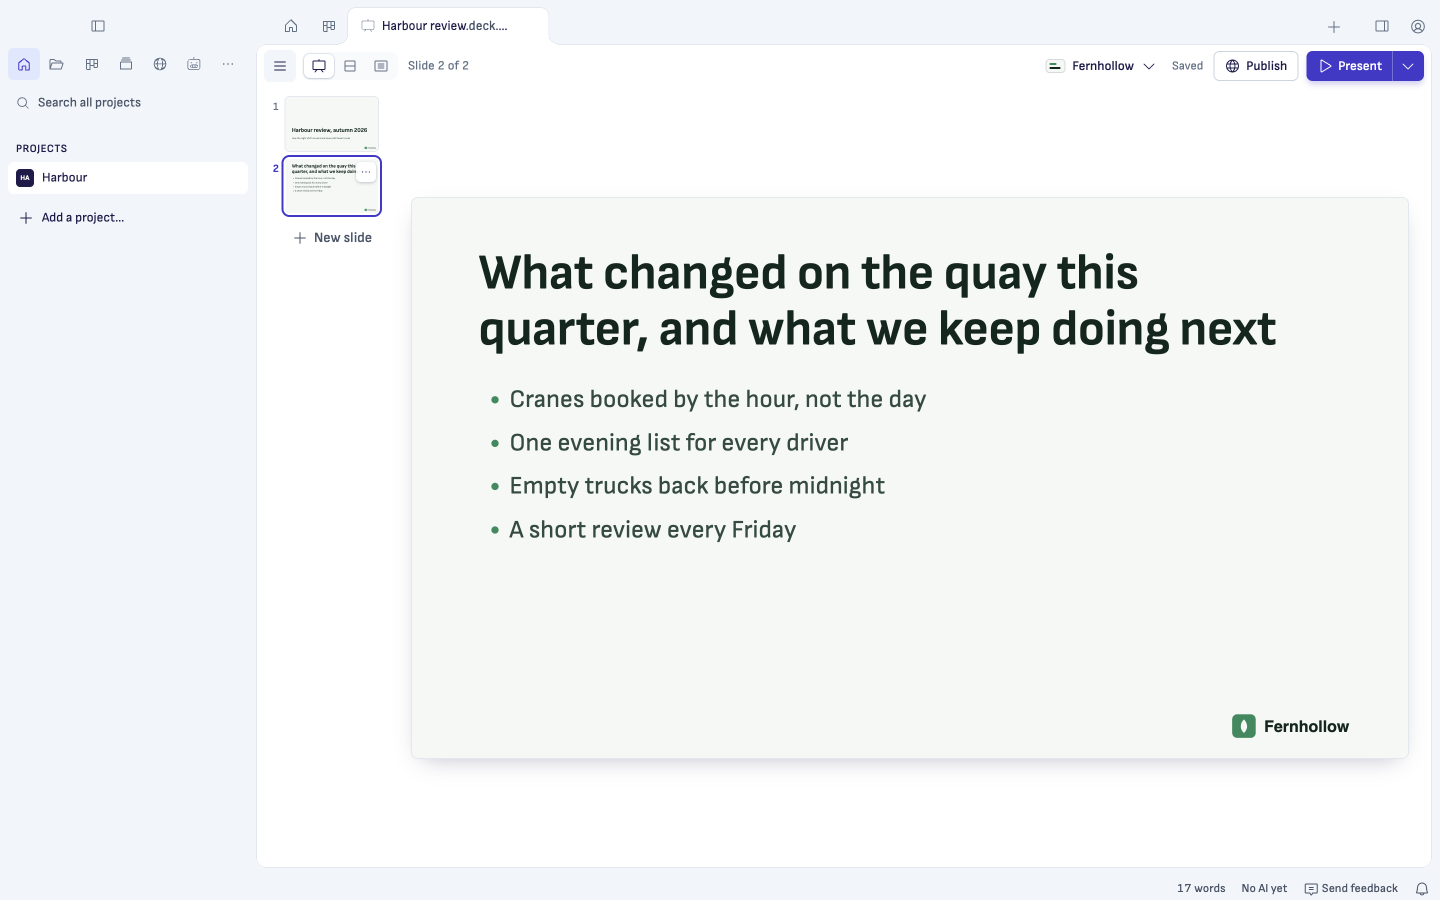 Harbour review.deck....
Slide 2 of 2
Fernhollow
Saved
Publish
Present
Search all projects
PROJECTS
HA
Harbour
Add a project...
1
Harbour review, autumn 2026
2
What changed on the quay this
quarter, and what we keep doin
New slide
What changed on the quay this
quarter, and what we keep doing next
• Cranes booked by the hour, not the day
• One evening list for every driver
• Empty trucks back before midnight
• A short review every Friday
Fernhollow
17 words
No AI yet
Send feedback